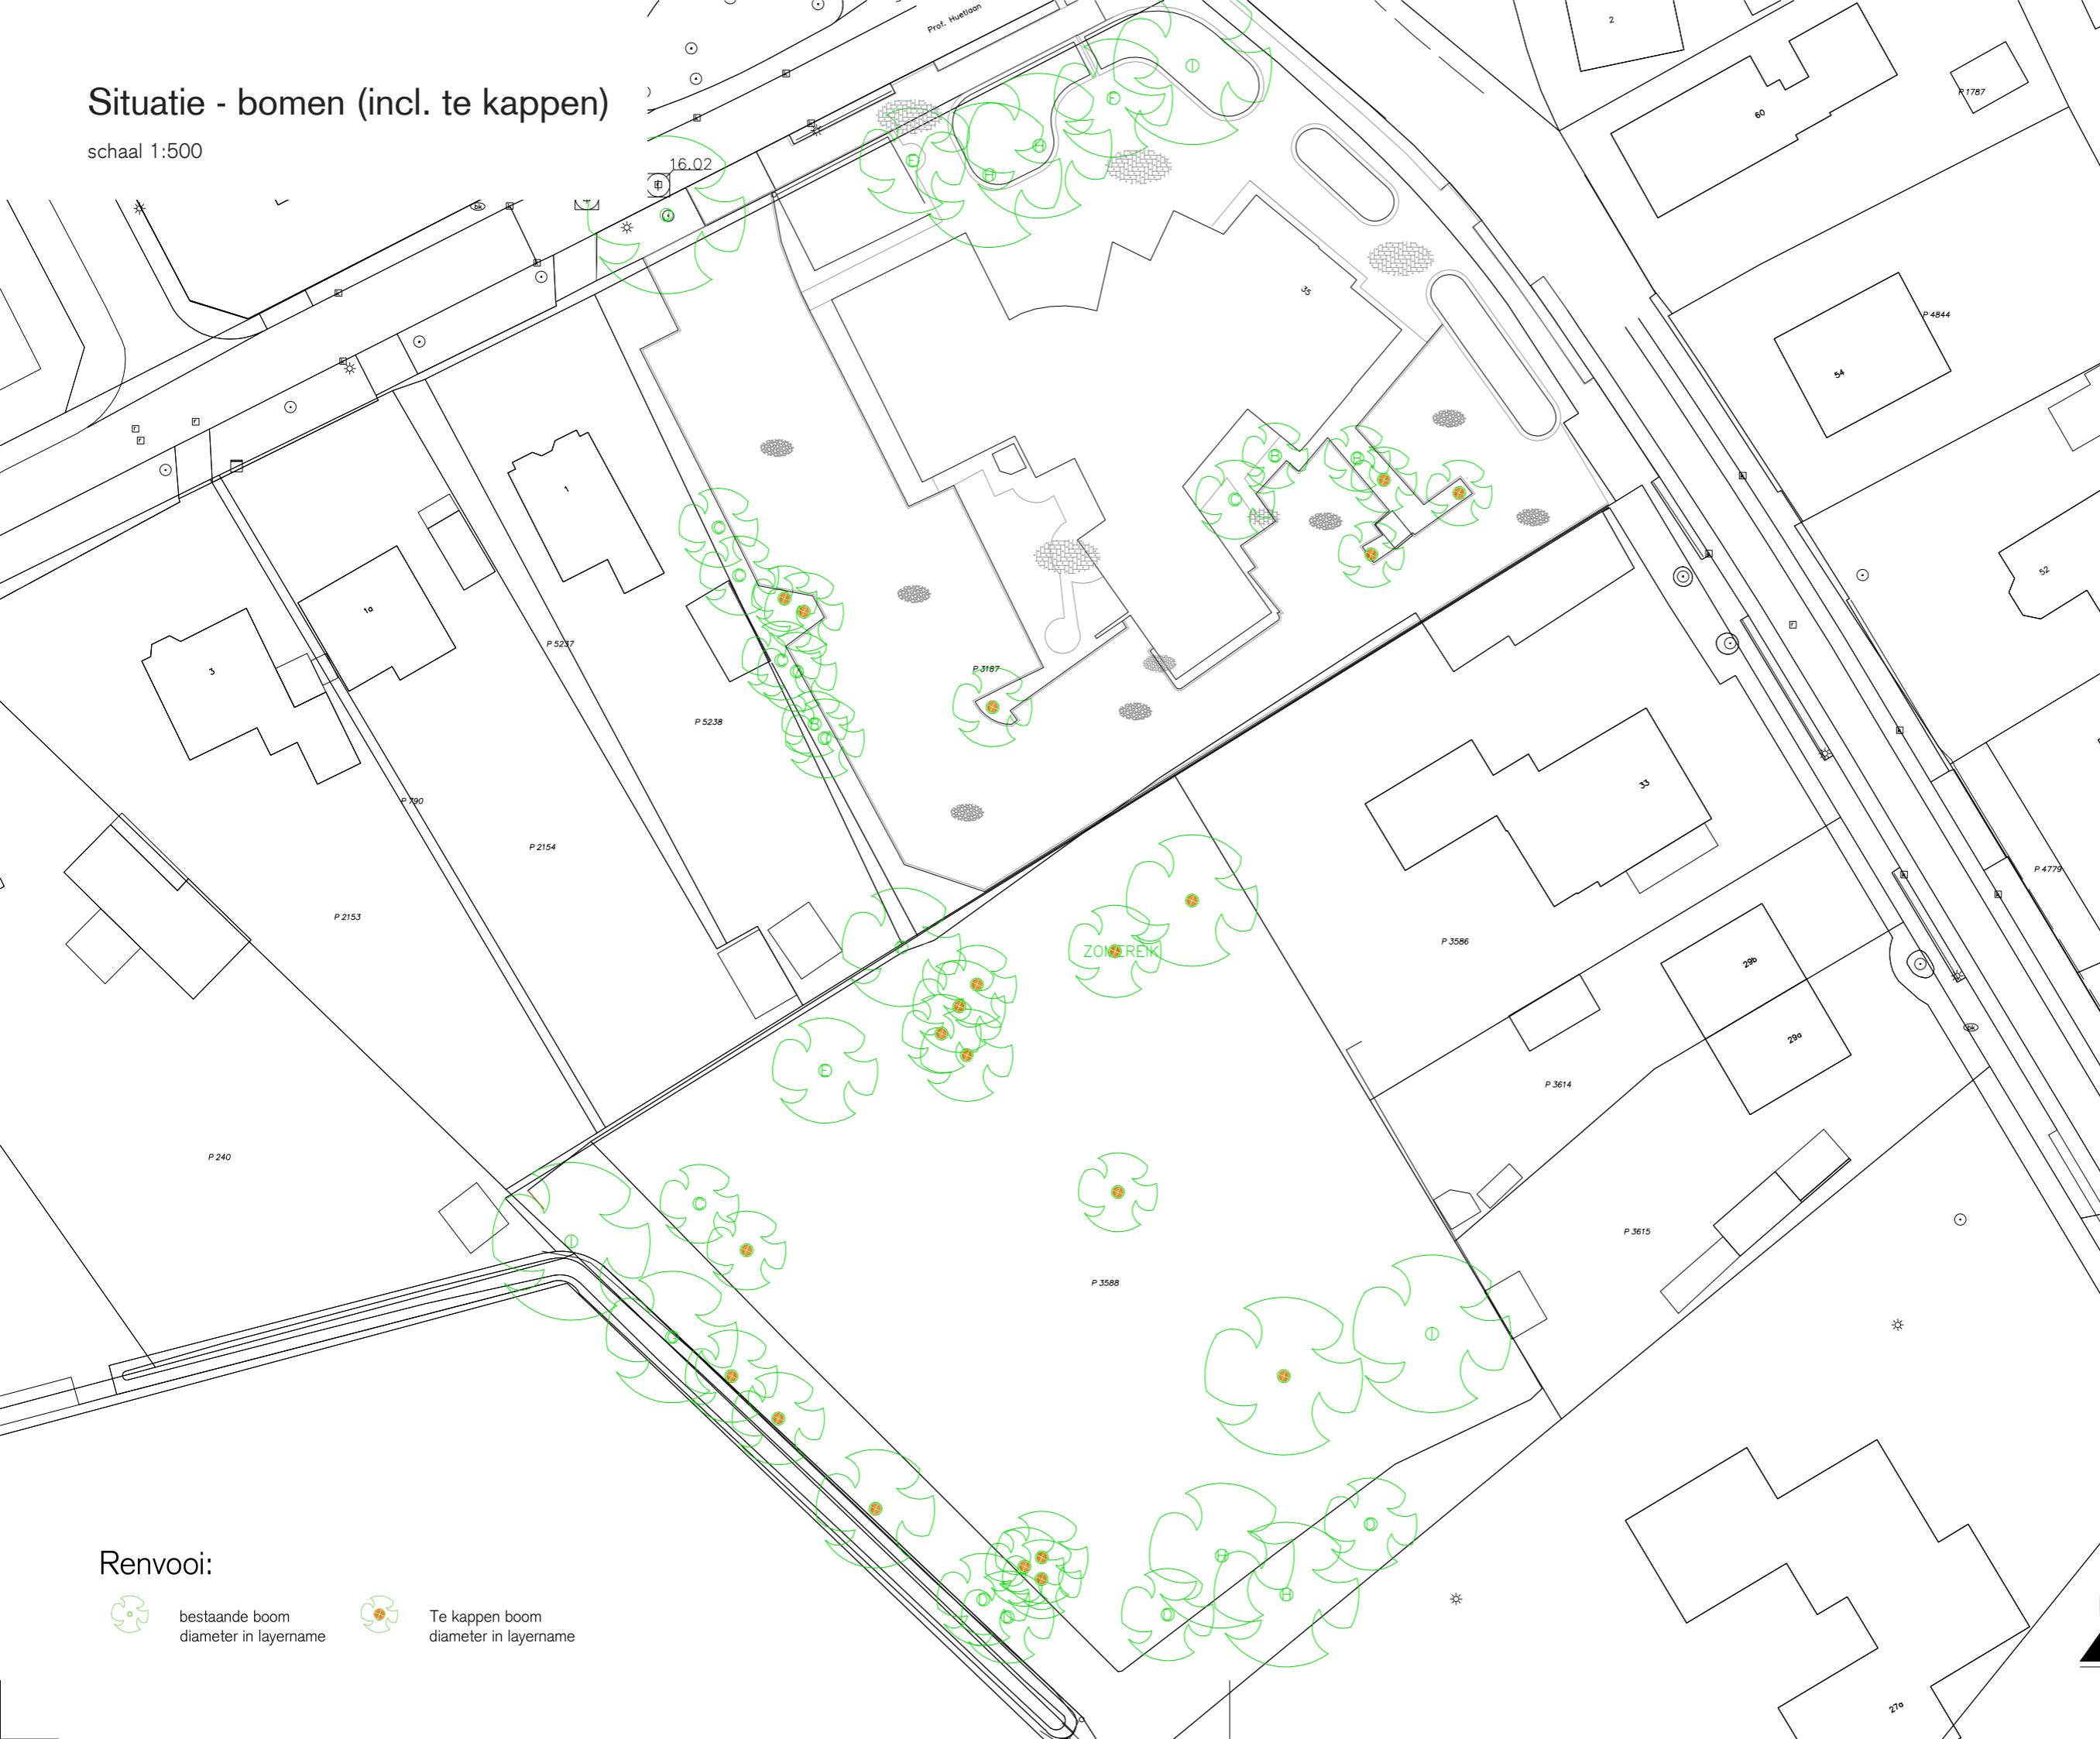 Situatie - bomen (incl. te kappen)
schaal 1:500
Prof. Huetlaan
16.02
2
60
P 1787
35
P 4844
54
1
52
1a
3
P 5237
P 3187
P 5238
33
P 790
P 2154
P 4779
P 2153
ZOMEREIK
P 3586
29b
29a
P 3614
P 240
P 3615
P 3588
27a
Renvooi:
bestaande boom
diameter in layername
Te kappen boom
diameter in layername